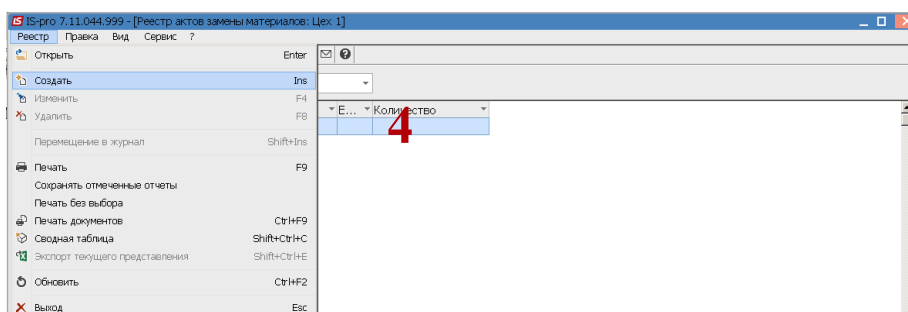 IS-pro 7.11.044.999 - [Реестр актов замены материалов: Цех 1]
Реестр Правка Вид Сервис ?
Открыть Enter
Создать Ins
Изменить F4
Удалить F8
Е... Количество
4
Перемещение в журнал Shift+Ins
Печать F9
Сохранять отмеченные отчеты
Печать без выбора
Печать документов Ctrl+F9
Сводная таблица Shift+Ctrl+C
Экспорт текущего представления Shift+Ctrl+E
Обновить Ctrl+F2
Выход Esc